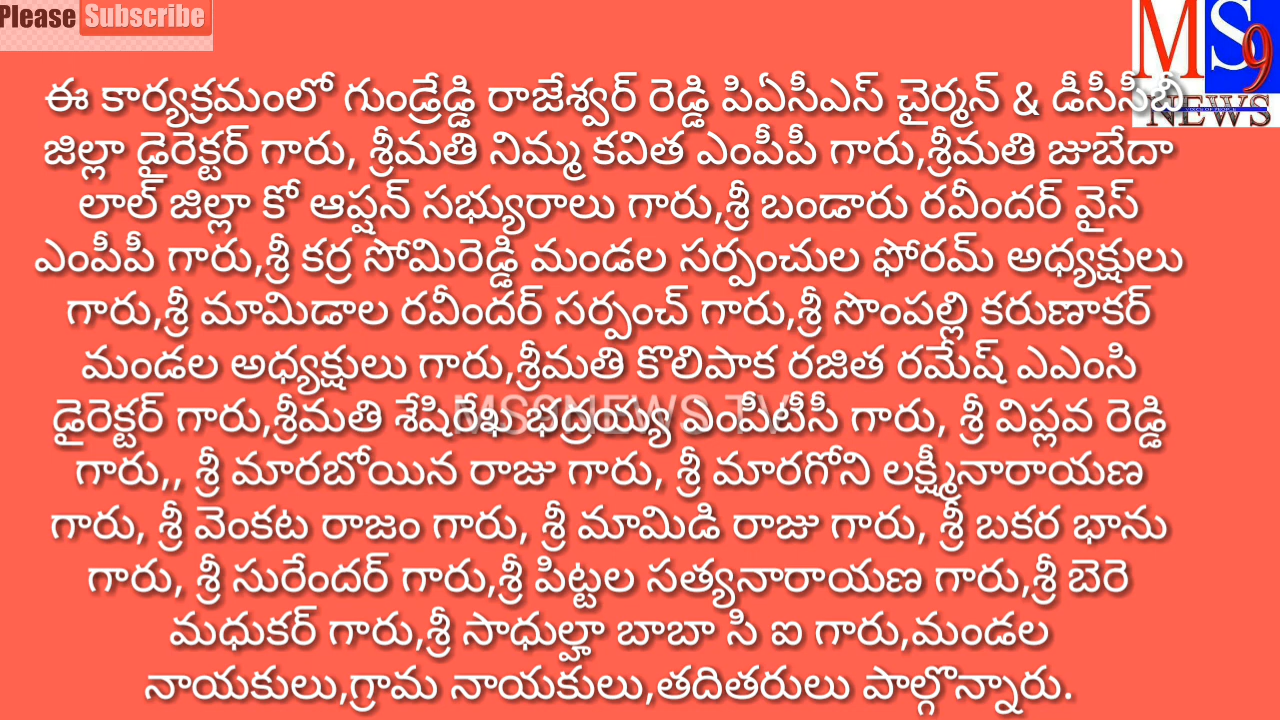 Please Subscribe
MS9
NEWS
ఈ కార్యక్రమంలో గుండ్రేడ్డి రాజేశ్వర్ రెడ్డి పిఏసీఎస్ చైర్మన్ & డీసీసీబీ
జిల్లా డైరెక్టర్ గారు, శ్రీమతి నిమ్మ కవిత ఎంపీపీ గారు,శ్రీమతి జుబేదా
లాల్ జిల్లా కో ఆప్షన్ సభ్యురాలు గారు,శ్రీ బండారు రవీందర్ వైస్
ఎంపీపీ గారు,శ్రీ కర్ర సోమిరెడ్డి మండల సర్పంచుల ఫోరమ్ అధ్యక్షులు
గారు,శ్రీ మామిడాల రవీందర్ సర్పంచ్ గారు,శ్రీ సొంపల్లి కరుణాకర్
మండల అధ్యక్షులు గారు,శ్రీమతి కొలిపాక రజిత రమేష్ ఎఎంసి
డైరెక్టర్ గారు,శ్రీమతి శేషిరేఖ భద్రయ్య ఎంపీటీసీ గారు, శ్రీ విప్లవ రెడ్డి
MS9NEWS TV
గారు,, శ్రీ మారబోయిన రాజు గారు, శ్రీ మారగోని లక్ష్మీనారాయణ
గారు, శ్రీ వెంకట రాజం గారు, శ్రీ మామిడి రాజు గారు, శ్రీ బకర భాను
గారు, శ్రీ సురేందర్ గారు,శ్రీ పిట్టల సత్యనారాయణ గారు,శ్రీ బెరె
మధుకర్ గారు,శ్రీ సాధుల్హా బాబా సి ఐ గారు,మండల
నాయకులు,గ్రామ నాయకులు,తదితరులు పాల్గొన్నారు.